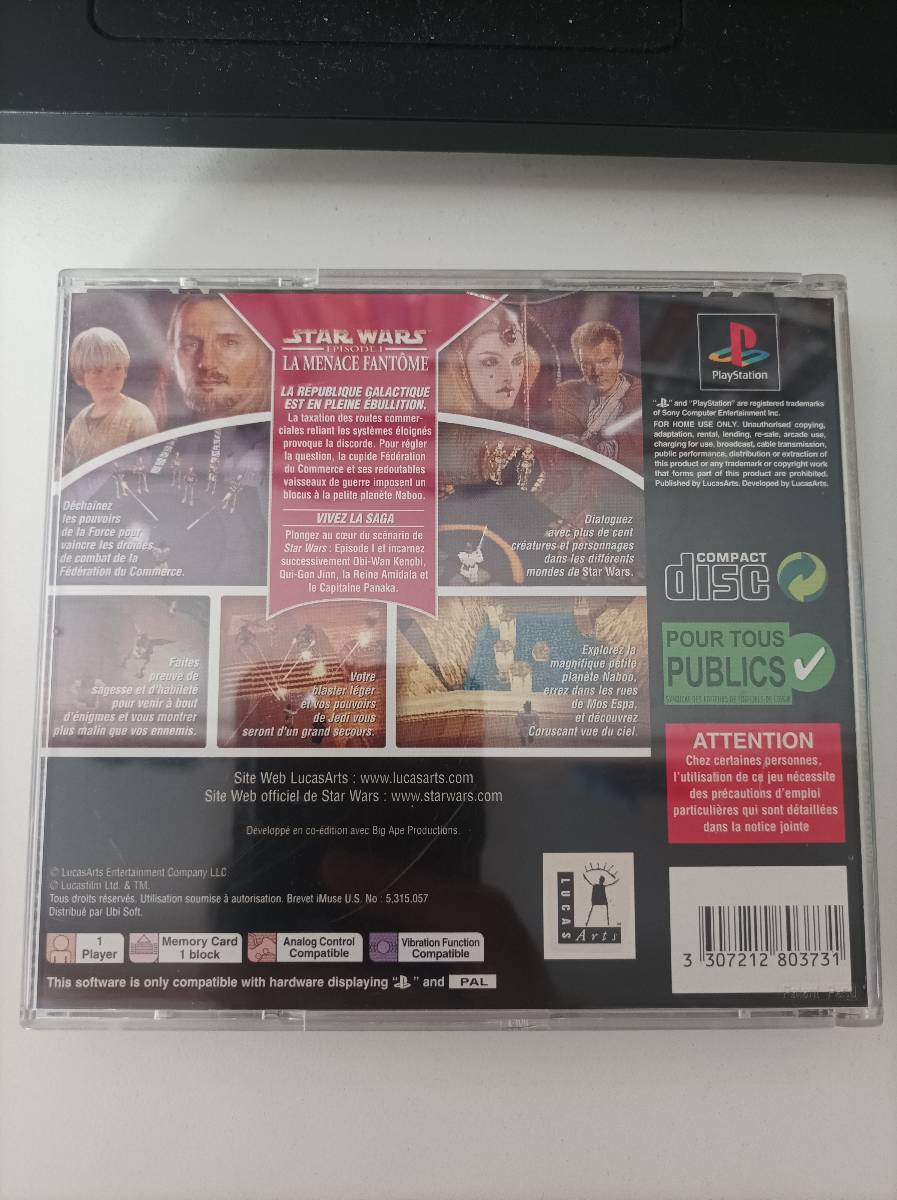 STAR WARS
EPISODE I
LA MENACE FANTÔME
LA RÉPUBLIQUE GALACTIQUE
EST EN PLEINE ÉBULLITION.
La taxation des routes commer-
ciales reliant les systèmes éloignés
provoque la discorde. Pour régler
la question, la cupide Fédération
du Commerce et ses redoutables
vaisseaux de guerre imposent un
blocus à la petite planète Naboo.
VIVEZ LA SAGA
Plongez au cœur du scénario de
Star Wars : Episode I et incarnez
successivement Obi-Wan Kenobi,
Qui-Gon Jinn, la Reine Amidala et
le Capitaine Panaka.
Déchaînez
les pouvoirs
de la Force pour
vaincre les droïdes
de combat de la
Fédération du Commerce.
Dialoguez
avec plus de cent
créatures et personnages
dans les différents
mondes de Star Wars.
Faites
preuve de
sagesse et d'habileté
pour venir à bout
d'énigmes et vous montrer
plus malin que vos ennemis.
Votre
blaster léger
et vos pouvoirs
de Jedi vous
seront d'un grand secours.
Explorez la
magnifique petite
planète Naboo,
errez dans les rues
de Mos Espa,
et découvrez
Coruscant vue du ciel.
Site Web LucasArts : www.lucasarts.com
Site Web officiel de Star Wars : www.starwars.com
Développé en co-édition avec Big Ape Productions.
© LucasArts Entertainment Company LLC
© Lucasfilm Ltd. & TM.
Tous droits réservés. Utilisation soumise à autorisation. Brevet iMuse U.S. No : 5,315,057
Distribué par Ubi Soft.
1
Player
Memory Card
1 block
Analog Control
Compatible
Vibration Function
Compatible
This software is only compatible with hardware displaying " " and PAL
PlayStation
" " and "PlayStation" are registered trademarks
of Sony Computer Entertainment Inc.
FOR HOME USE ONLY. Unauthorised copying,
adaptation, rental, lending, re-sale, arcade use,
charging for use, broadcast, cable transmission,
public performance, distribution or extraction of
this product or any trademark or copyright work
that forms part of this product are prohibited.
Published by LucasArts. Developed by LucasArts.
COMPACT
disc
POUR TOUS
PUBLICS
SYNDICAT DES EDITEURS DE LOGICIELS DE LOISIR
ATTENTION
Chez certaines personnes,
l'utilisation de ce jeu nécessite
des précautions d'emploi
particulières qui sont détaillées
dans la notice jointe
LUCAS
Arts
3 307212 803731